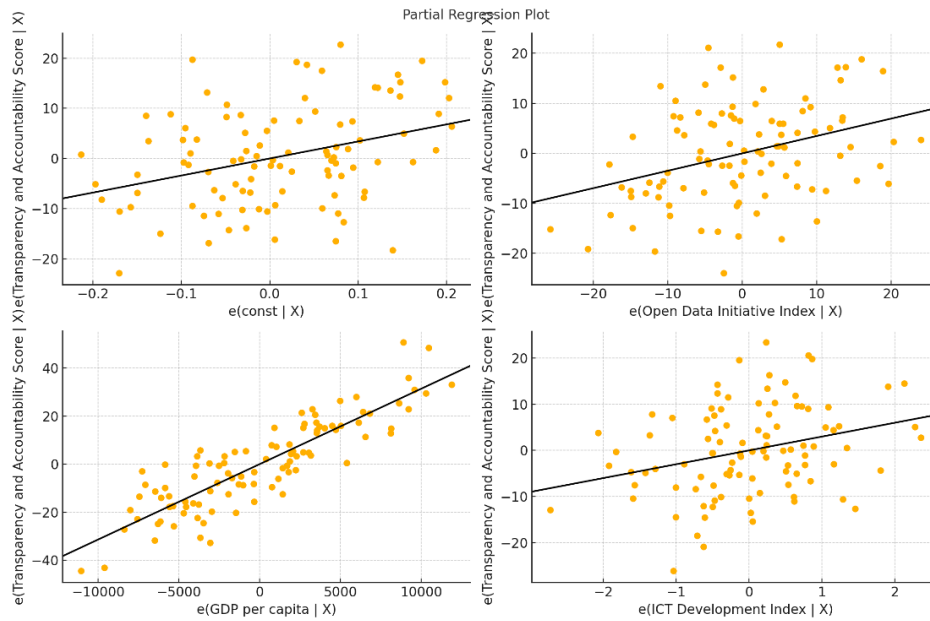 Partial Regression Plot
e(Transparency and Accountability Score | X)
20
10
0
−10
−20
−0.2 −0.1 0.0 0.1 0.2
e(const | X)
e(Transparency and Accountability Score | X)
20
10
0
−10
−20
−20 −10 0 10 20
e(Open Data Initiative Index | X)
e(Transparency and Accountability Score | X)
40
20
0
−20
−40
−10000 −5000 0 5000 10000
e(GDP per capita | X)
e(Transparency and Accountability Score | X)
20
10
0
−10
−20
−2 −1 0 1 2
e(ICT Development Index | X)